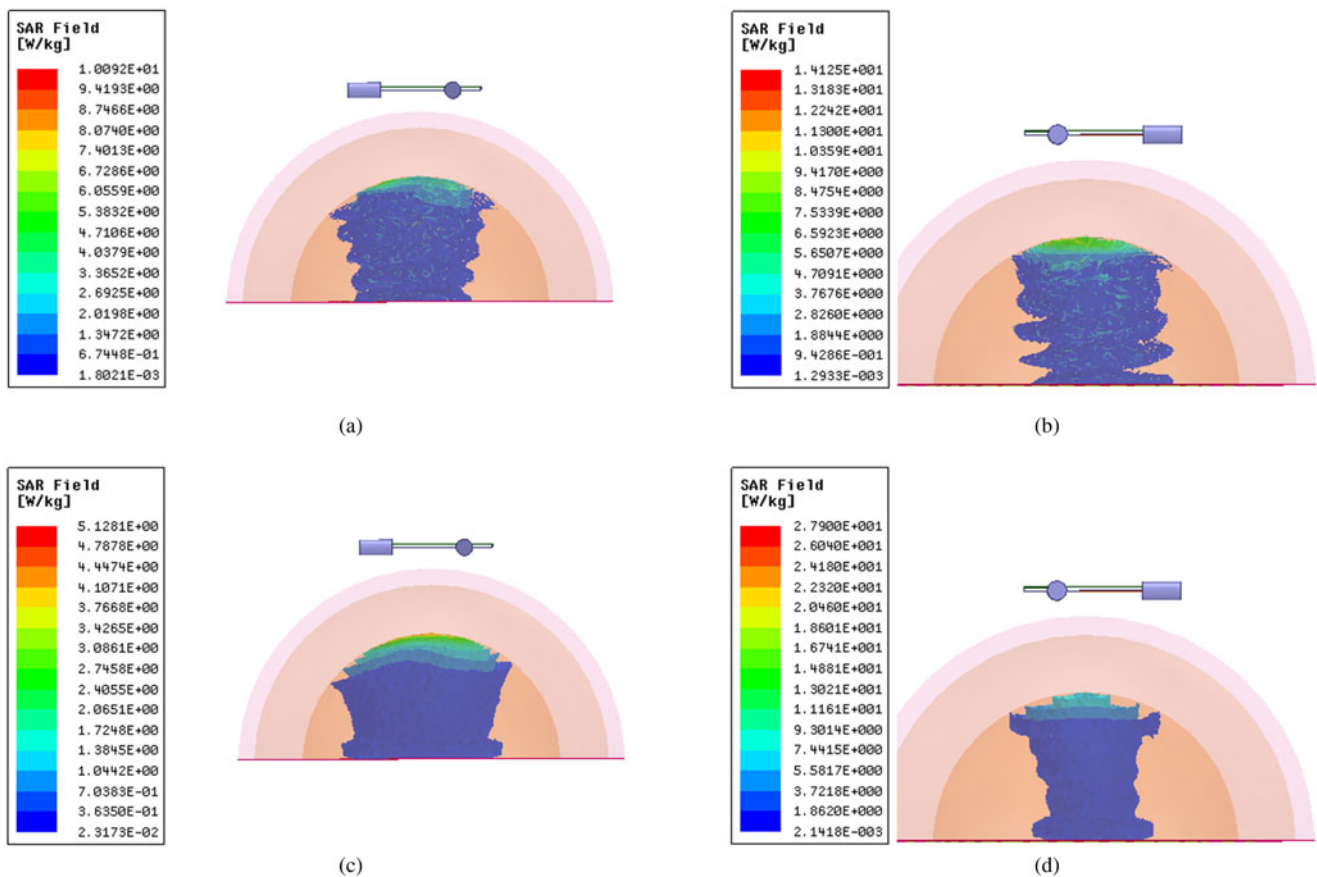 SAR Field
[W/kg]
1.0092E+01
9.4193E+00
8.7466E+00
8.0740E+00
7.4013E+00
6.7286E+00
6.0559E+00
5.3832E+00
4.7106E+00
4.0379E+00
3.3652E+00
2.6925E+00
2.0198E+00
1.3472E+00
6.7448E-01
1.8021E-03
(a)
SAR Field
[W/kg]
1.4125E+001
1.3183E+001
1.2242E+001
1.1300E+001
1.0359E+001
9.4170E+000
8.4754E+000
7.5339E+000
6.5923E+000
5.6507E+000
4.7091E+000
3.7676E+000
2.8260E+000
1.8844E+000
9.4286E-001
1.2933E-003
(b)
SAR Field
[W/kg]
5.1281E+00
4.7878E+00
4.4474E+00
4.1071E+00
3.7668E+00
3.4265E+00
3.0861E+00
2.7458E+00
2.4055E+00
2.0651E+00
1.7248E+00
1.3845E+00
1.0442E+00
7.0383E-01
3.6350E-01
2.3173E-02
(c)
SAR Field
[W/kg]
2.7900E+001
2.6040E+001
2.4180E+001
2.2320E+001
2.0460E+001
1.8601E+001
1.6741E+001
1.4881E+001
1.3021E+001
1.1161E+001
9.3014E+000
7.4415E+000
5.5817E+000
3.7218E+000
1.8620E+000
2.1418E-003
(d)